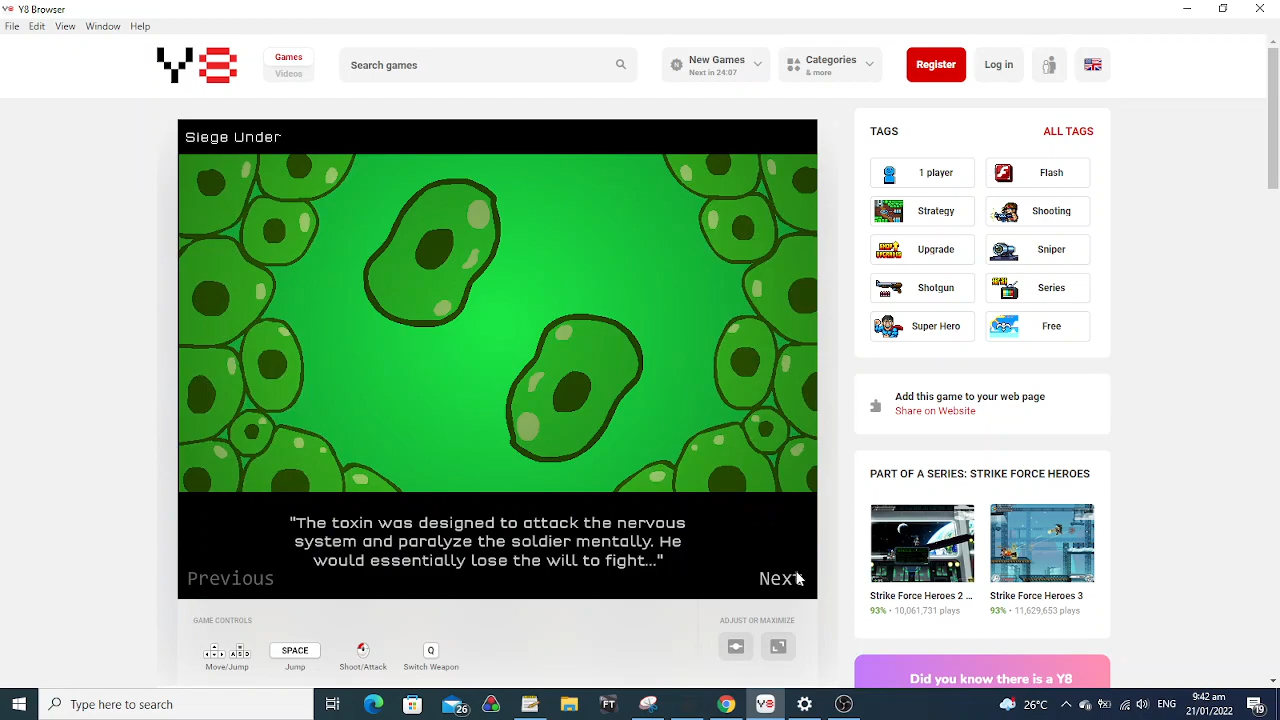 Y8 Browser
File Edit View Window Help
Y8
Games
Videos
Search games
New Games
Next in 24:07
Categories
& more
Register
Log in
Siege Under
"The toxin was designed to attack the nervous
system and paralyze the soldier mentally. He
would essentially lose the will to fight..."
Previous
Next
GAME CONTROLS
ADJUST OR MAXIMIZE
SPACE
Q
Move/Jump
Jump
Shoot/Attack
Switch Weapon
TAGS
ALL TAGS
1 player
Flash
Strategy
Shooting
Upgrade
Sniper
Shotgun
Series
Super Hero
Free
Add this game to your web page
Share on Website
PART OF A SERIES: STRIKE FORCE HEROES
Strike Force Heroes 2 ...
93% • 10,061,731 plays
Strike Force Heroes 3
93% • 11,629,653 plays
Did you know there is a Y8
Type here to search
26
FT
Y8
26°C
ENG
9:42 am
21/01/2022